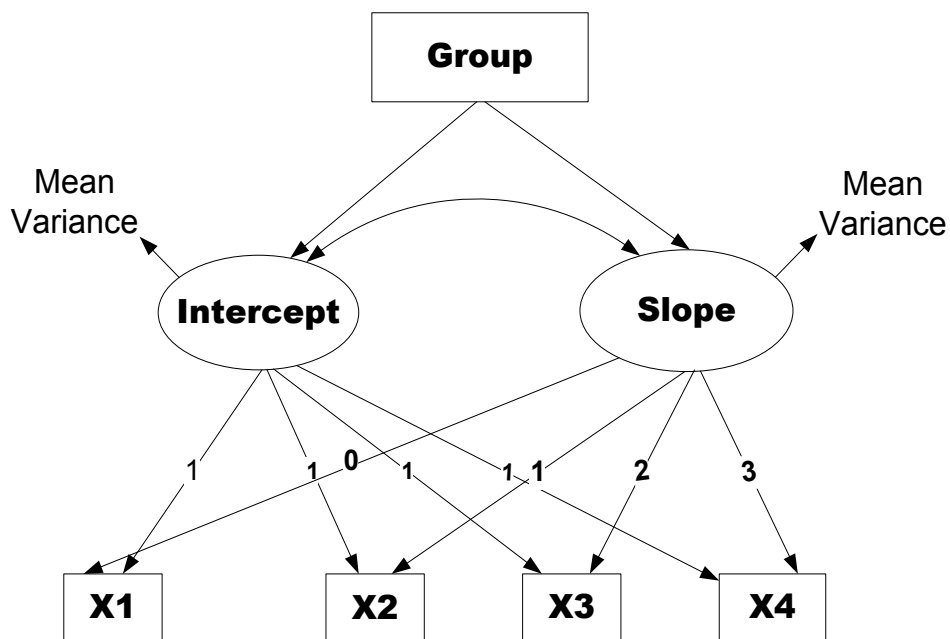 Group
Mean
Variance
Mean
Variance
Intercept
Slope
1
1
0
1
1
1
2
3
X1
X2
X3
X4